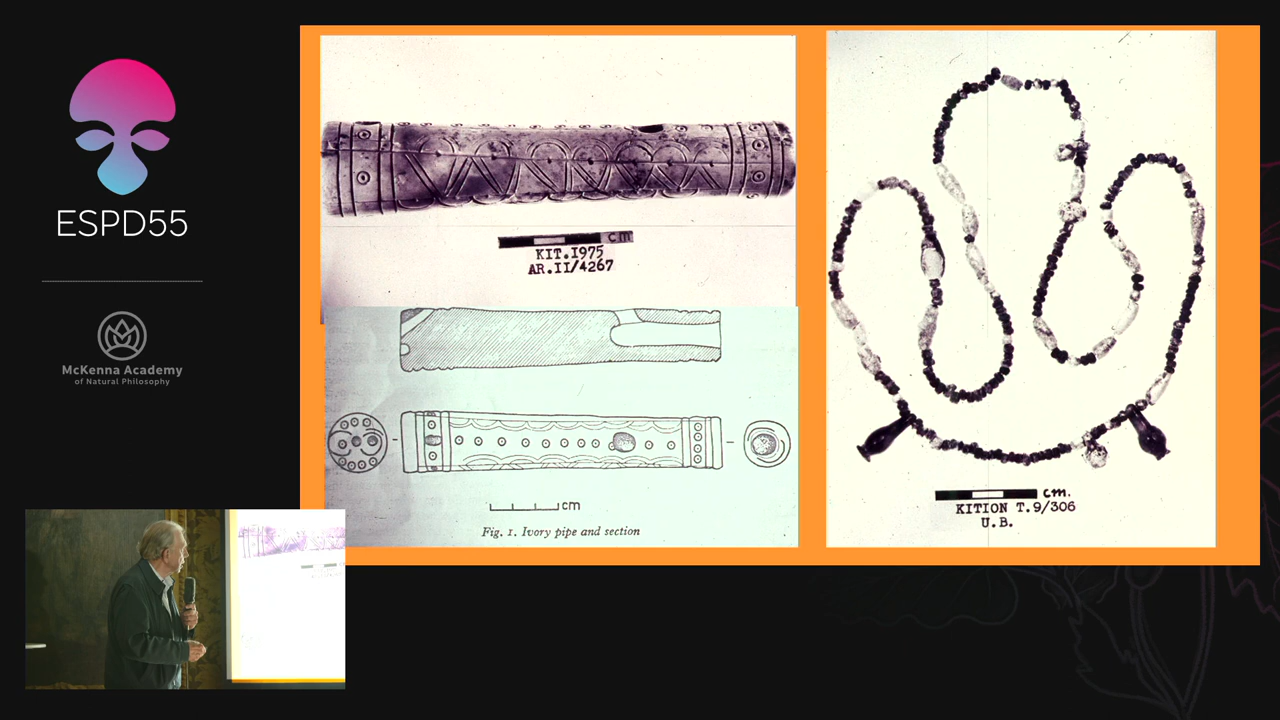 ESPD55
McKenna Academy
of Natural Philosophy
cm
KIT.1975
AR.II/4267
cm
Fig. 1. Ivory pipe and section
cm.
KITION T.9/306
U.B.